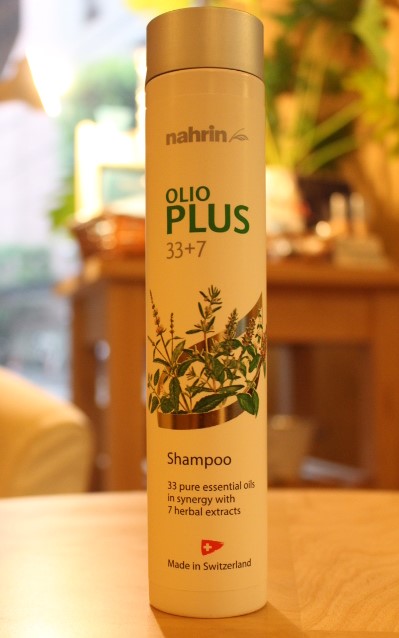 nahrin
OLIO
PLUS
33+7
Shampoo
33 pure essential oils
in synergy with
7 herbal extracts
Made in Switzerland